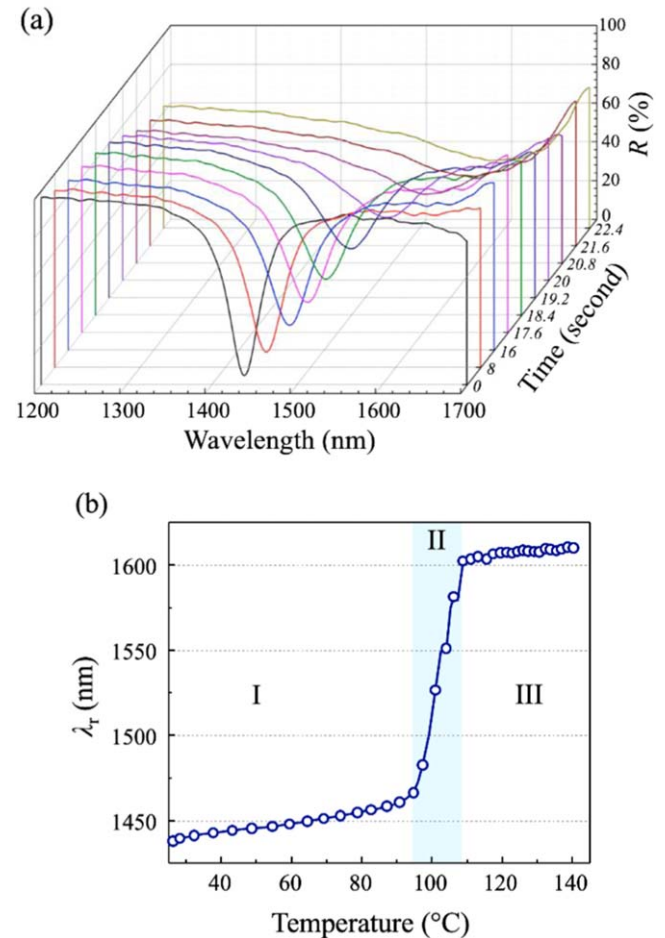 (a)
100
80
60
40
20
0
R (%)
22.4
21.6
20.8
20
19.2
18.4
17.6
16
8
0
Time (second)
1200 1300 1400 1500 1600 1700
Wavelength (nm)
(b)
II
1600
1550
I III
1500
1450
λr (nm)
40 60 80 100 120 140
Temperature (°C)